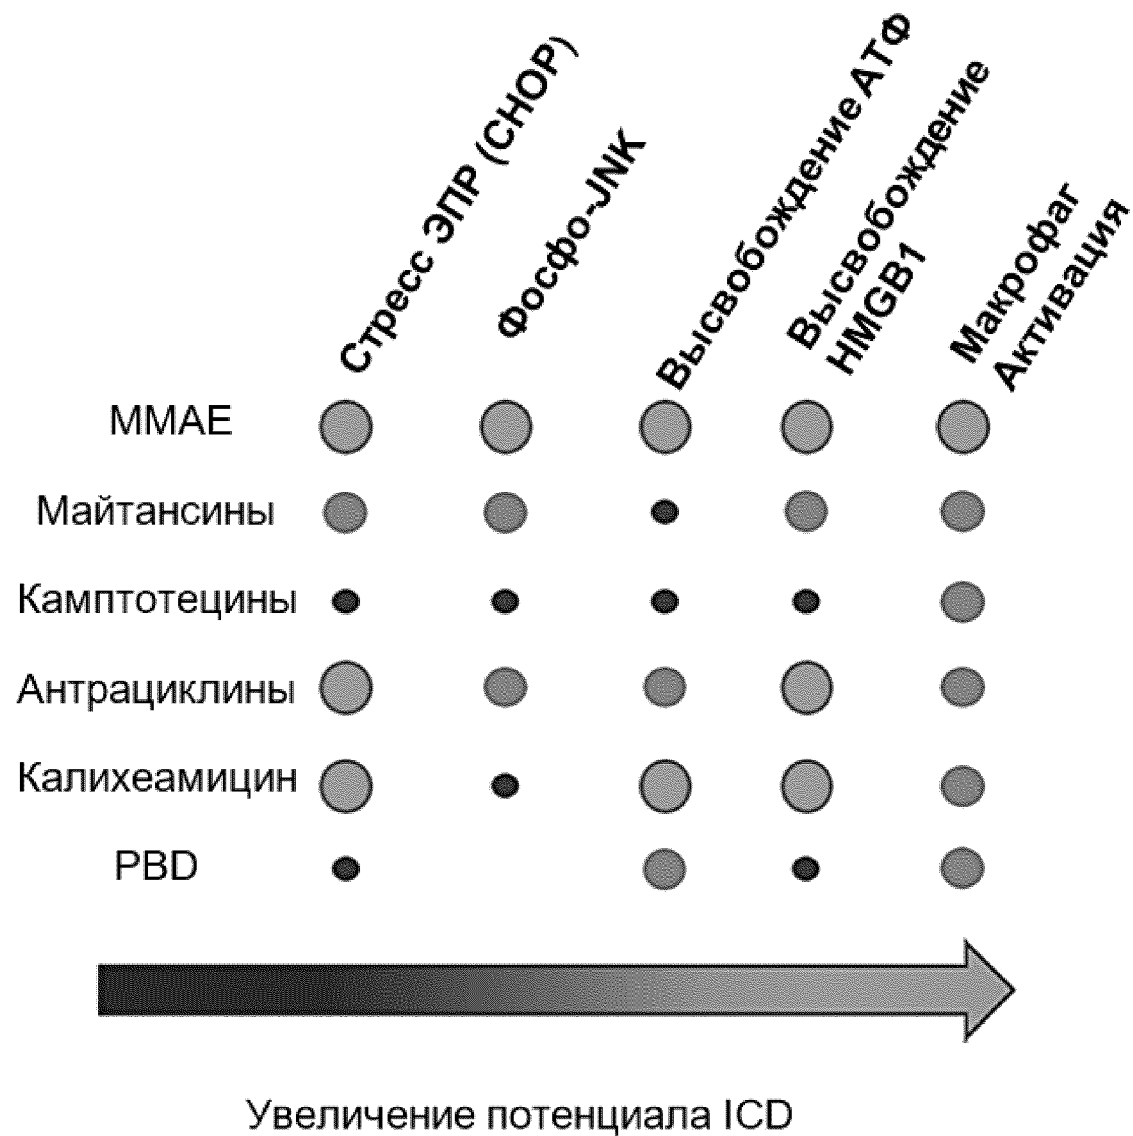 Стресс ЭПР (CHOP)
Фосфо-JNK
Высвобождение АТФ
Высвобождение
HMGB1
Макрофаг
Активация
MMAE
Майтансины
Камптотецины
Антрациклины
Калихеамицин
PBD
Увеличение потенциала ICD